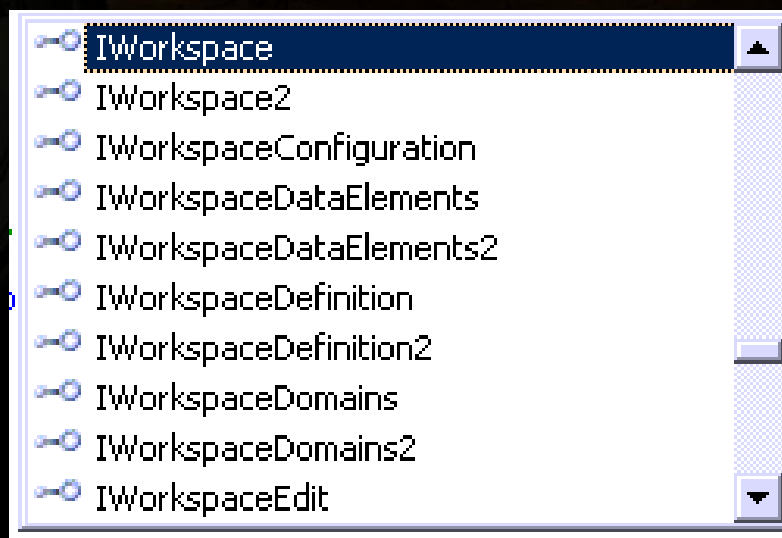 IWorkspace
IWorkspace2
IWorkspaceConfiguration
IWorkspaceDataElements
IWorkspaceDataElements2
IWorkspaceDefinition
IWorkspaceDefinition2
IWorkspaceDomains
IWorkspaceDomains2
IWorkspaceEdit